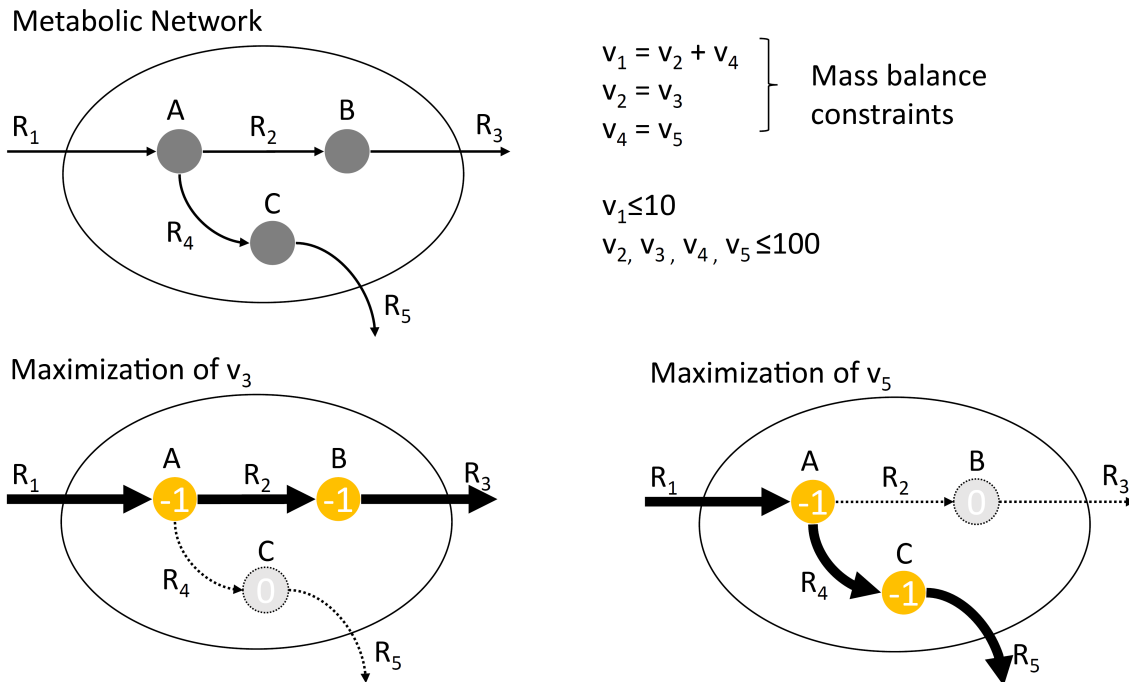 Metabolic Network
v₁ = v₂ + v₄
v₂ = v₃
v₄ = v₅
Mass balance
constraints
A
B
R₁
R₂
R₃
C
R₄
R₅
v₁≤10
v₂, v₃ , v₄ , v₅ ≤100
Maximization of v₃
A
B
R₁
R₂
R₃
-1
-1
C
R₄
0
R₅
Maximization of v₅
A
B
R₁
R₂
R₃
-1
0
C
R₄
-1
R₅